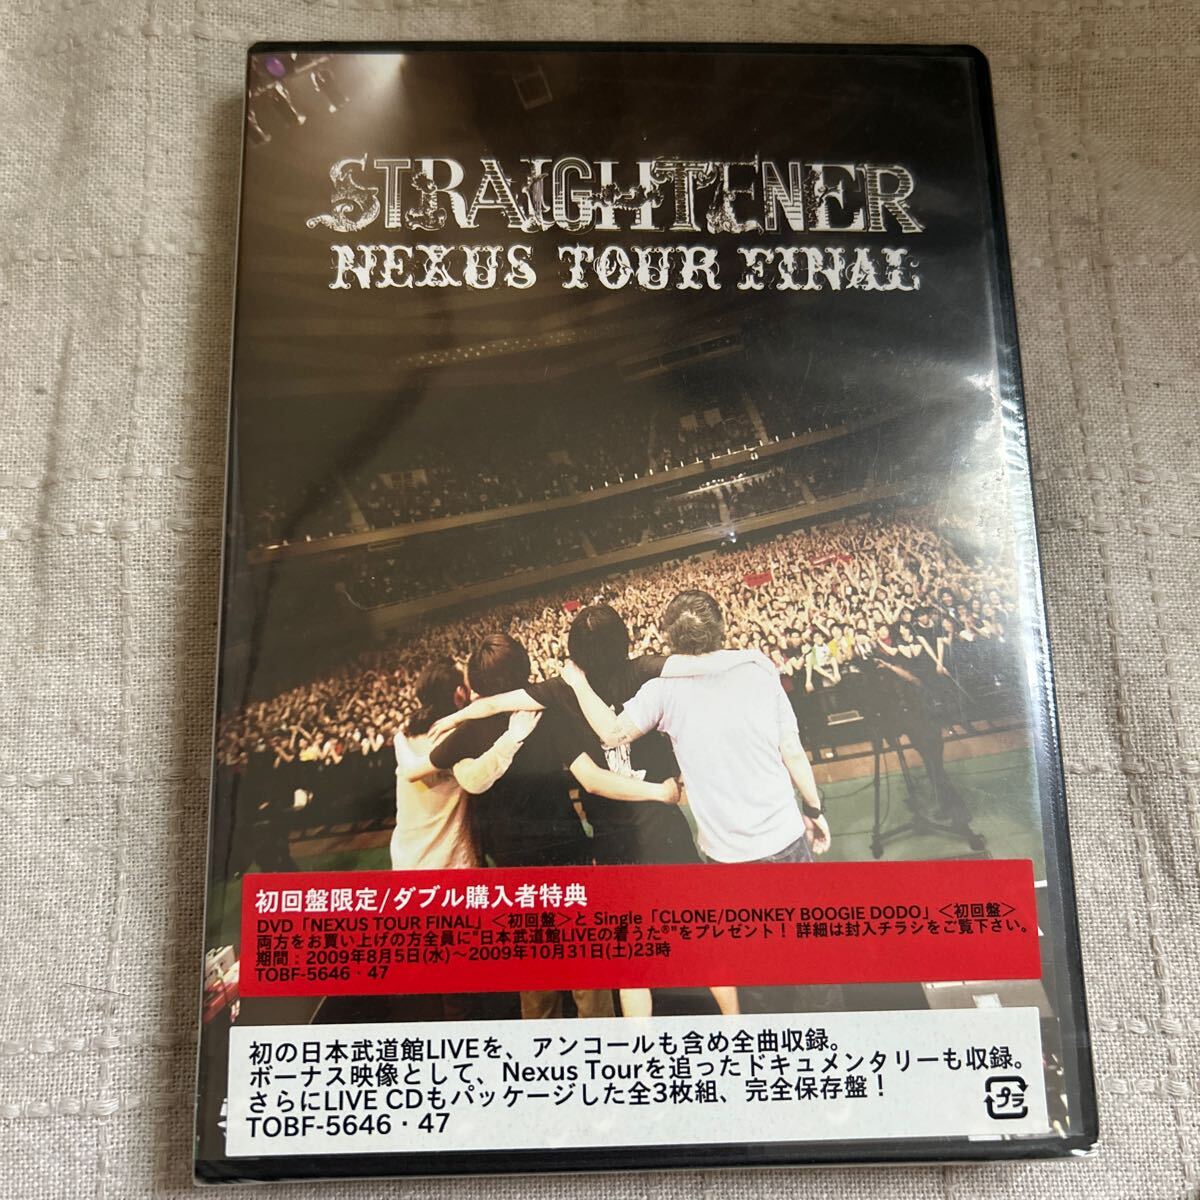 STRAIGHTENER
NEXUS TOUR FINAL
初回盤限定/ダブル購入者特典
DVD「NEXUS TOUR FINAL」＜初回盤＞と Single「CLONE/DONKEY BOOGIE DODO」＜初回盤＞
両方をお買い上げの方全員に"日本武道館LIVEの着うた®"をプレゼント！ 詳細は封入チラシをご覧下さい。
期間：2009年8月5日(水)～2009年10月31日(土)23時
TOBF-5646・47
初の日本武道館LIVEを、アンコールも含め全曲収録。
ボーナス映像として、Nexus Tourを追ったドキュメンタリーも収録。
さらにLIVE CDもパッケージした全3枚組、完全保存盤！
TOBF-5646・47
プラ